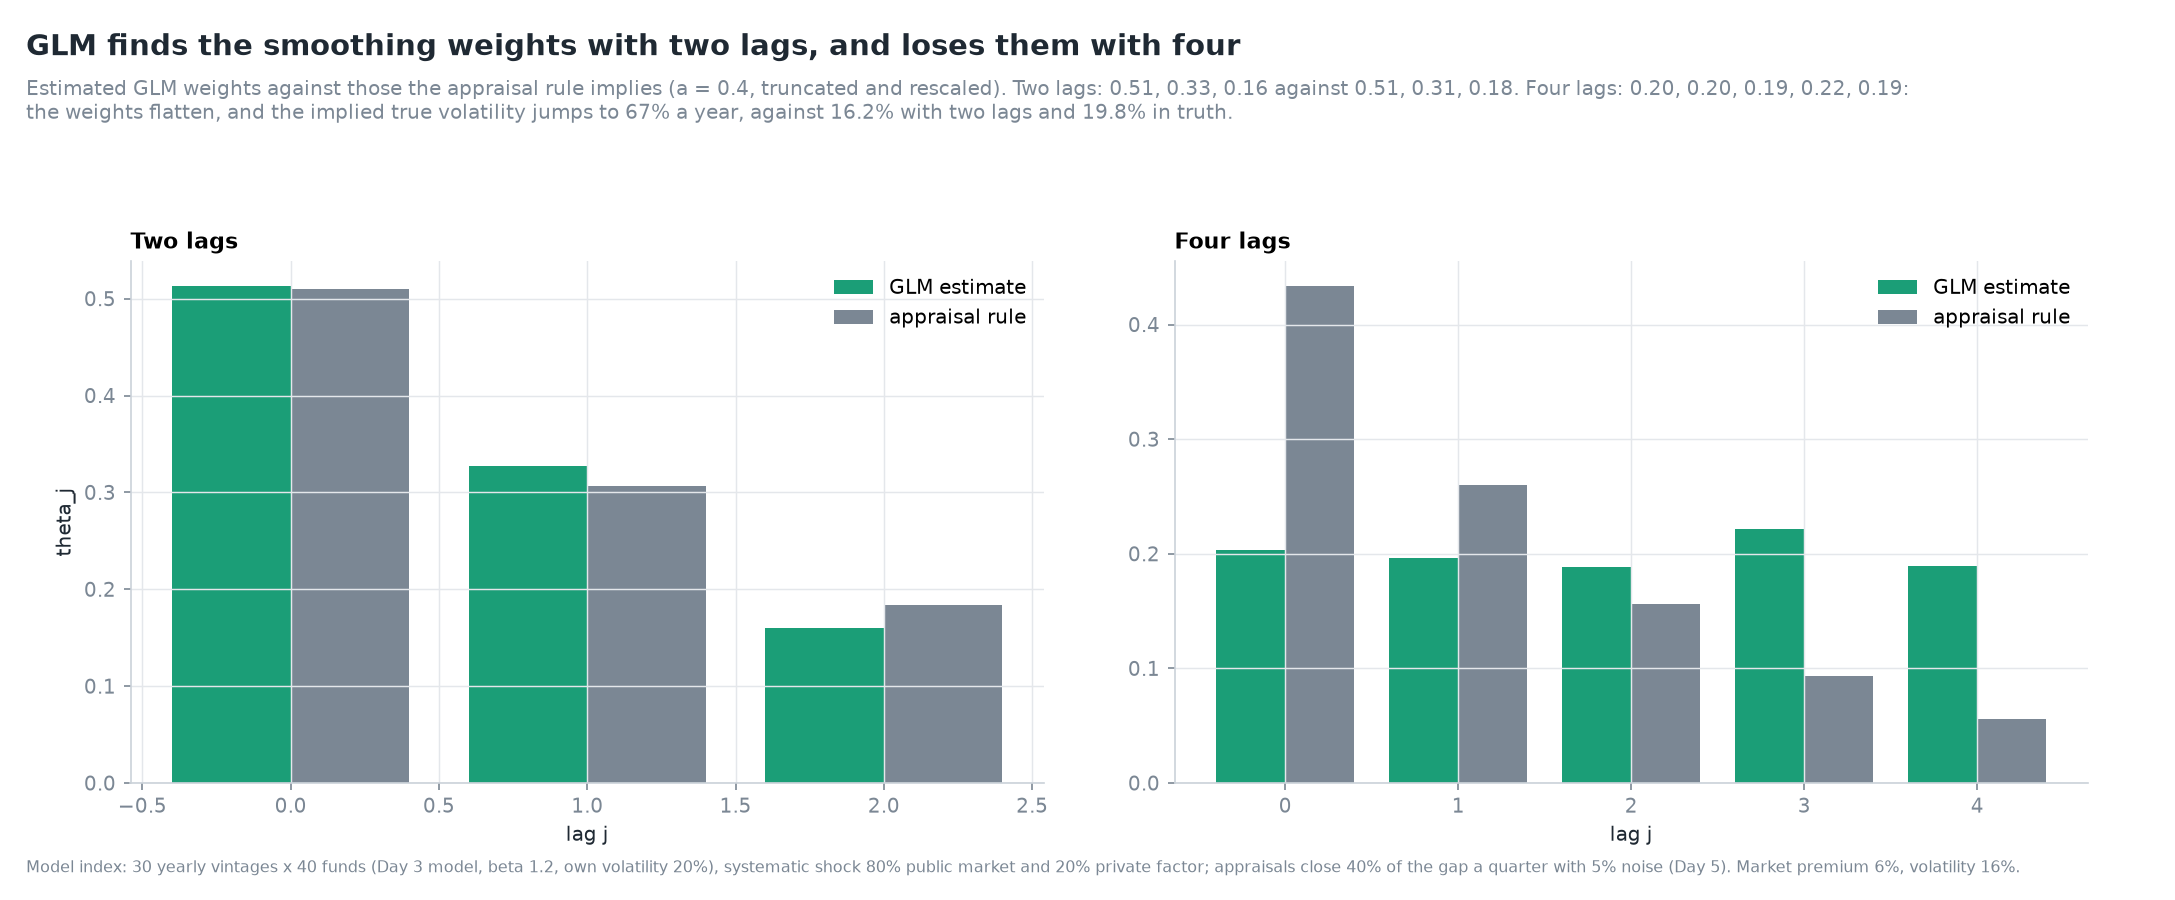 GLM finds the smoothing weights with two lags, and loses them with four
Estimated GLM weights against those the appraisal rule implies (a = 0.4, truncated and rescaled). Two lags: 0.51, 0.33, 0.16 against 0.51, 0.31, 0.18. Four lags: 0.20, 0.20, 0.19, 0.22, 0.19:
the weights flatten, and the implied true volatility jumps to 67% a year, against 16.2% with two lags and 19.8% in truth.
Two lags
GLM estimate
appraisal rule
0.5
0.4
0.3
0.2
0.1
0.0
theta_j
−0.5 0.0 0.5 1.0 1.5 2.0 2.5
lag j
Four lags
GLM estimate
appraisal rule
0.4
0.3
0.2
0.1
0.0
0 1 2 3 4
lag j
Model index: 30 yearly vintages x 40 funds (Day 3 model, beta 1.2, own volatility 20%), systematic shock 80% public market and 20% private factor; appraisals close 40% of the gap a quarter with 5% noise (Day 5). Market premium 6%, volatility 16%.